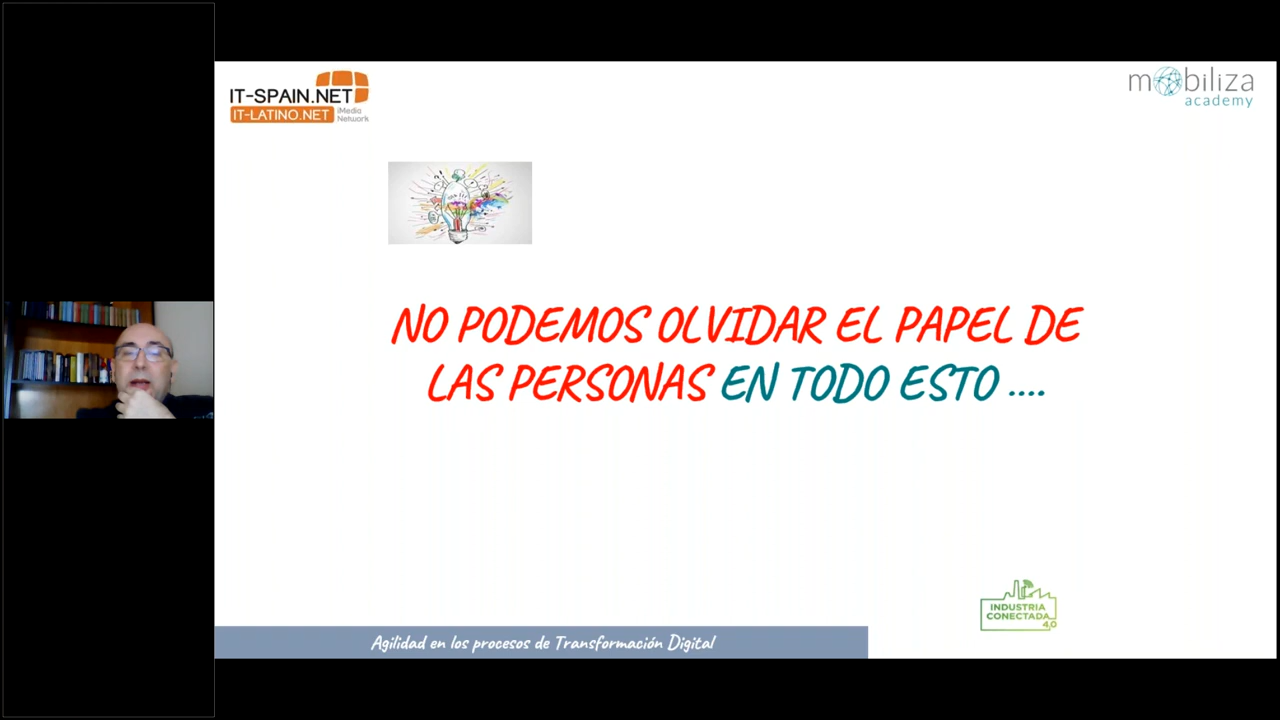 IT-SPAIN.NET
IT-LATINO.NET
iMedia
Network
mobiliza
academy
NO PODEMOS OLVIDAR EL PAPEL DE
LAS PERSONAS EN TODO ESTO ....
INDUSTRIA
CONECTADA
4.0
Agilidad en los procesos de Transformación Digital